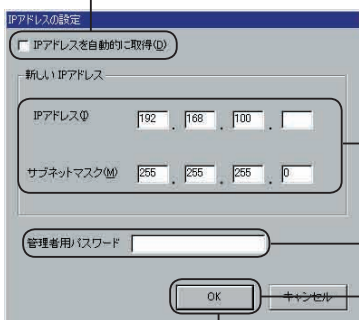 IPアドレスの設定
IPアドレスを自動的に取得(D)
新しいIPアドレス
IPアドレス(I) 192 . 168 . 100 .
サブネットマスク(M) 255 . 255 . 255 . 0
管理者用パスワード
OK キャンセル